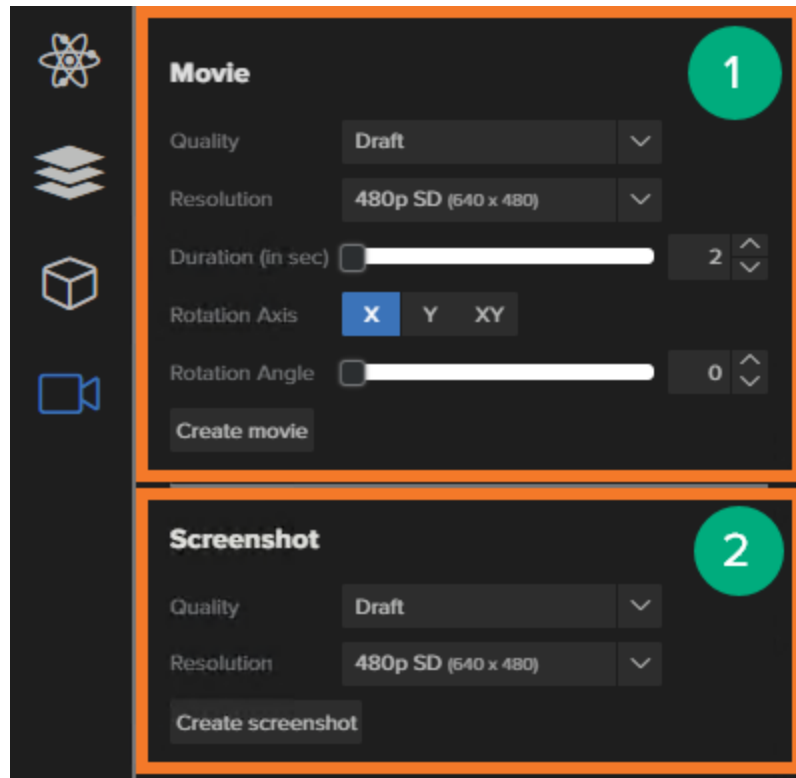 Movie
1
Quality Draft
Resolution 480p SD (640 x 480)
Duration (in sec) 2
Rotation Axis X Y XY
Rotation Angle 0
Create movie
Screenshot
2
Quality Draft
Resolution 480p SD (640 x 480)
Create screenshot